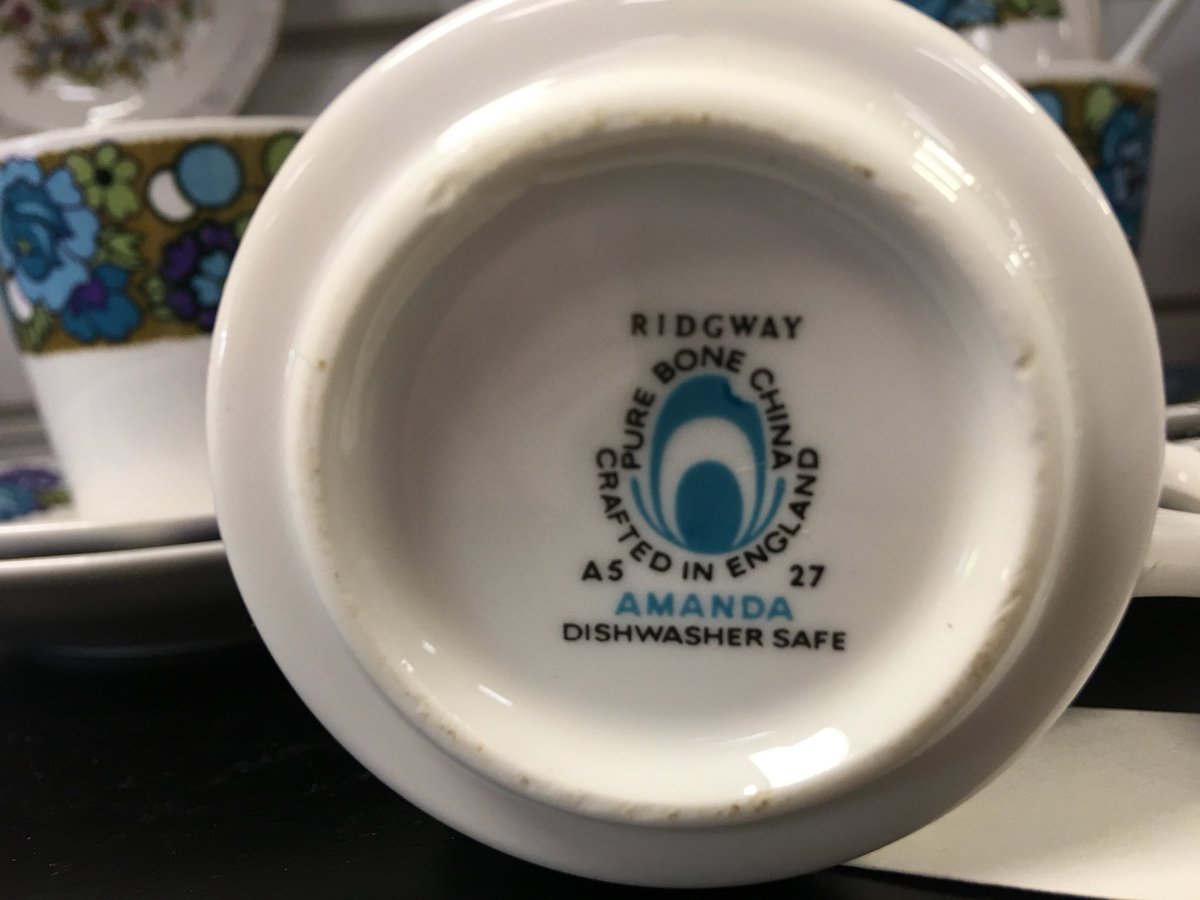 RIDGWAY
PURE BONE CHINA
CRAFTED IN ENGLAND
A5 27
AMANDA
DISHWASHER SAFE